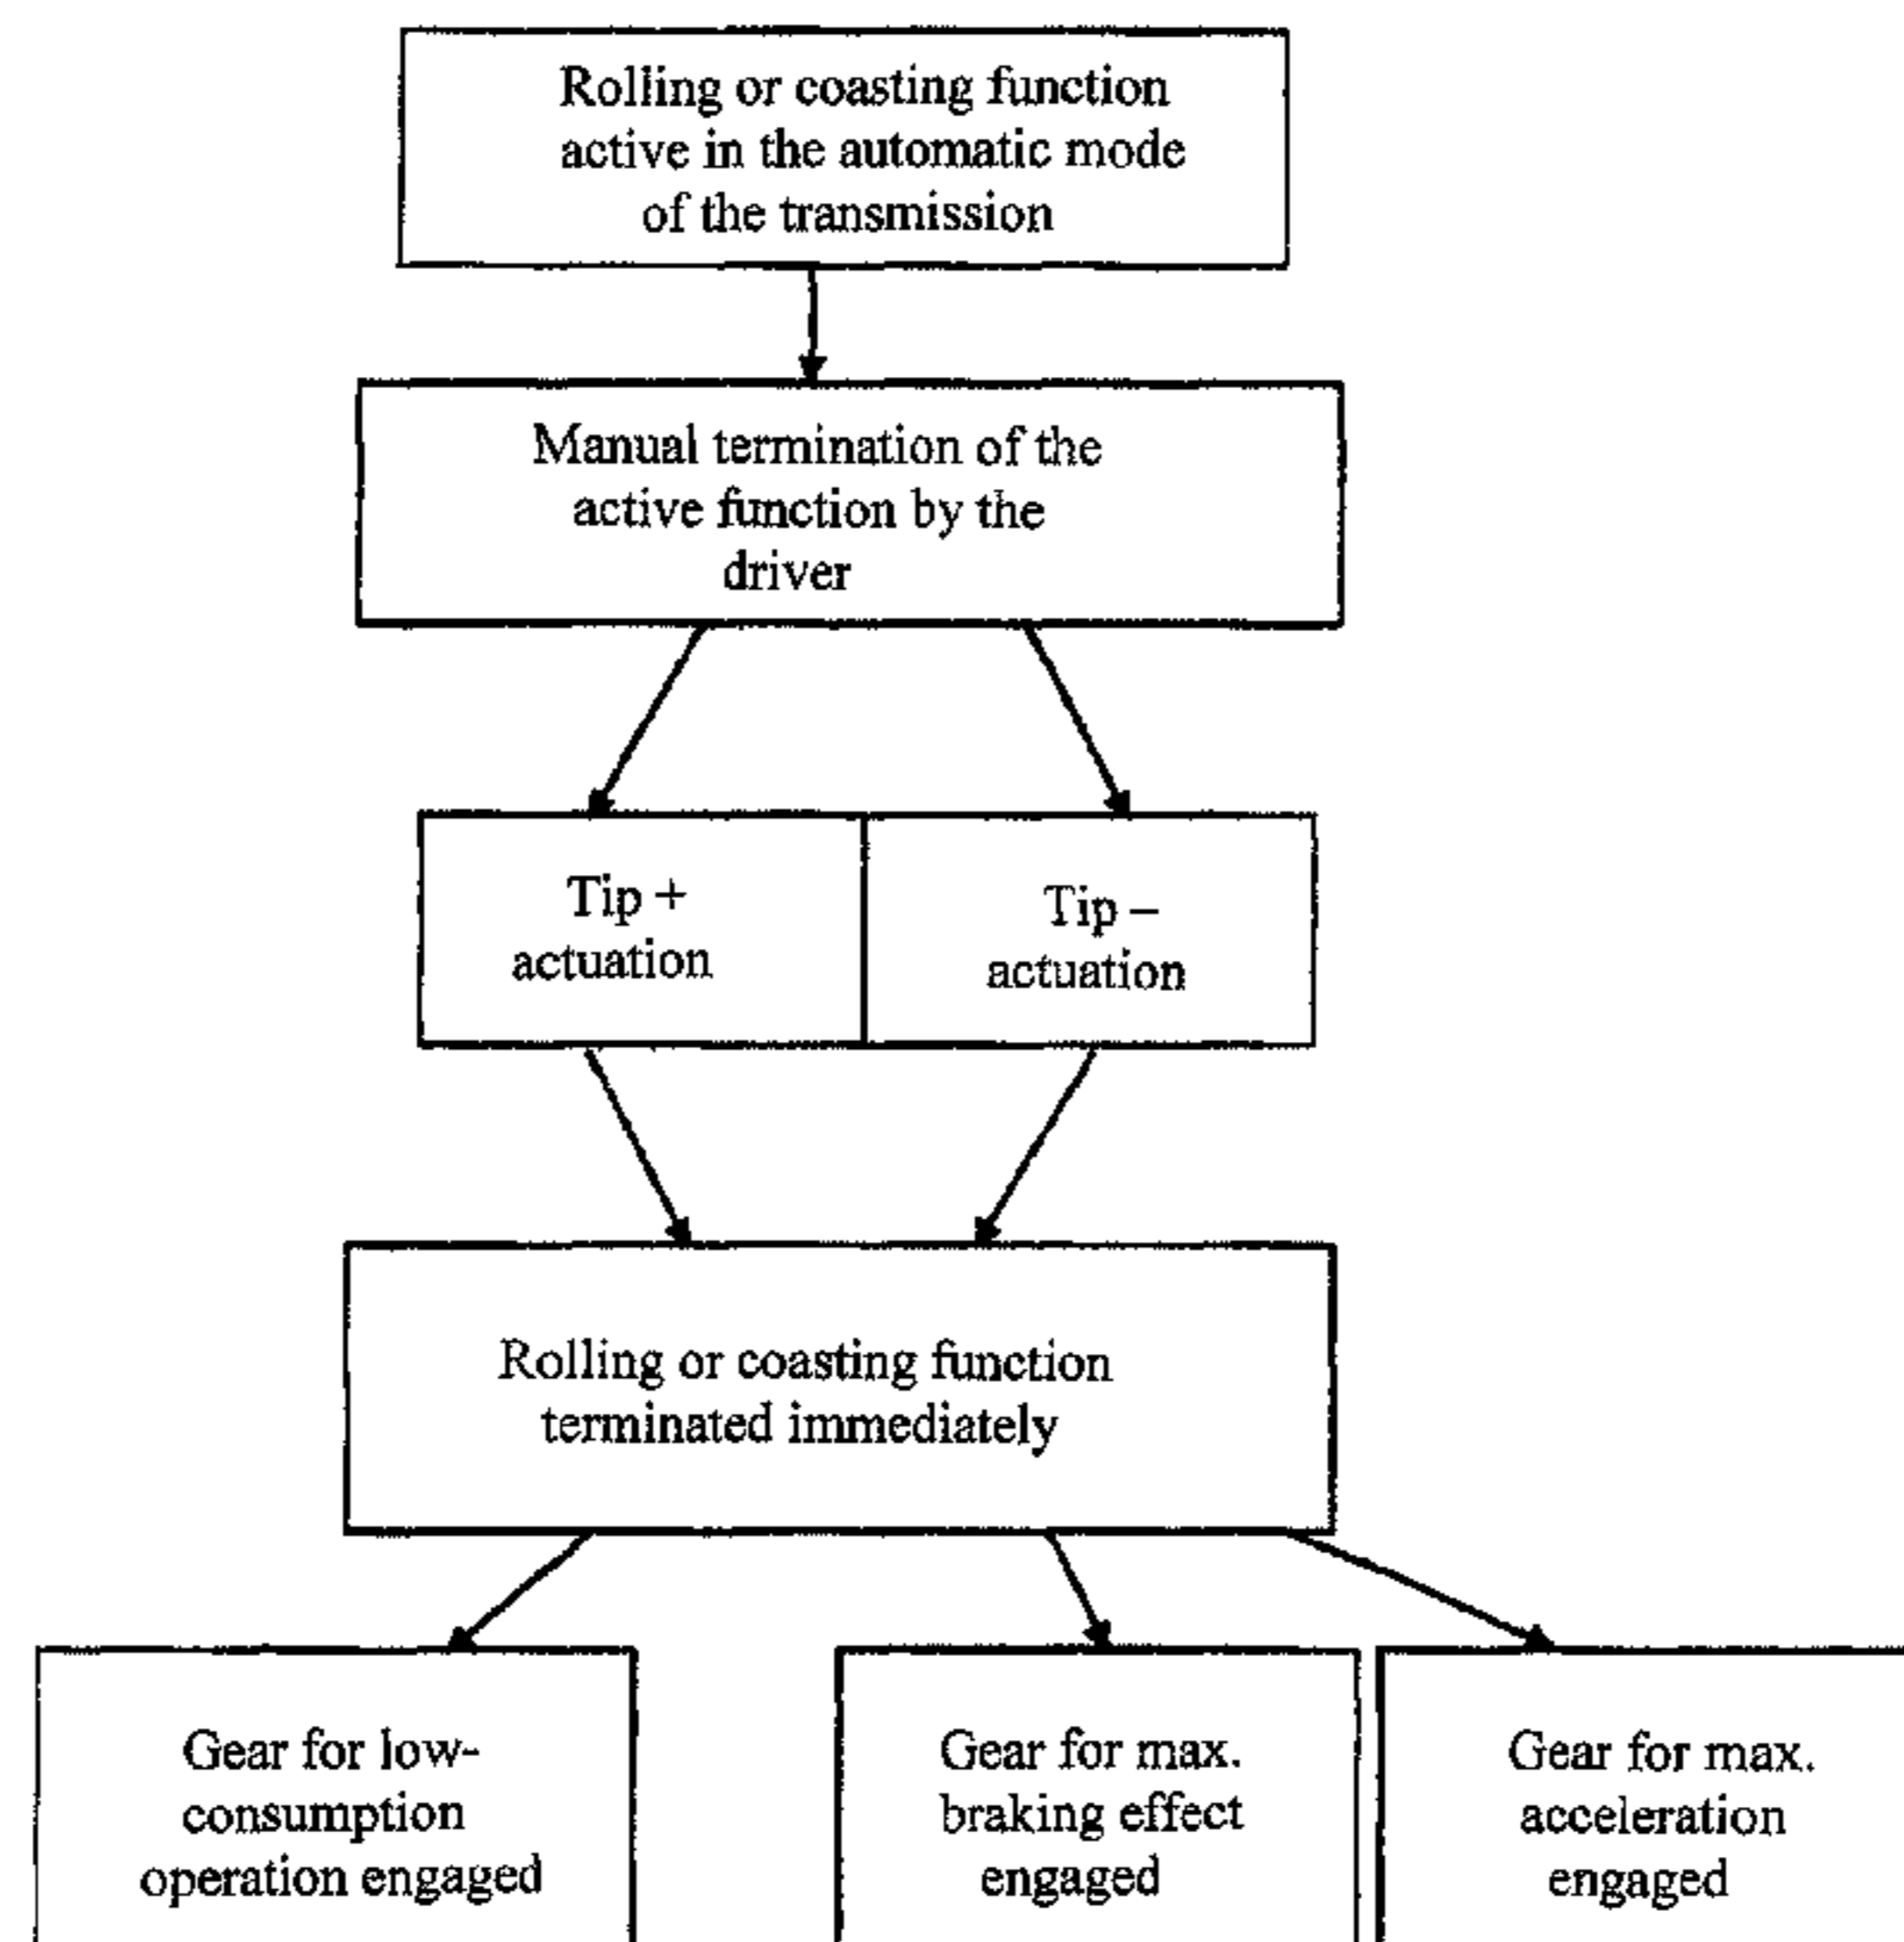 Rolling or coasting function
active in the automatic mode
of the transmission
Manual termination of the
active function by the
driver
Tip +
actuation
Tip –
actuation
Rolling or coasting function
terminated immediately
Gear for low-
consumption
operation engaged
Gear for max.
braking effect
engaged
Gear for max.
acceleration
engaged